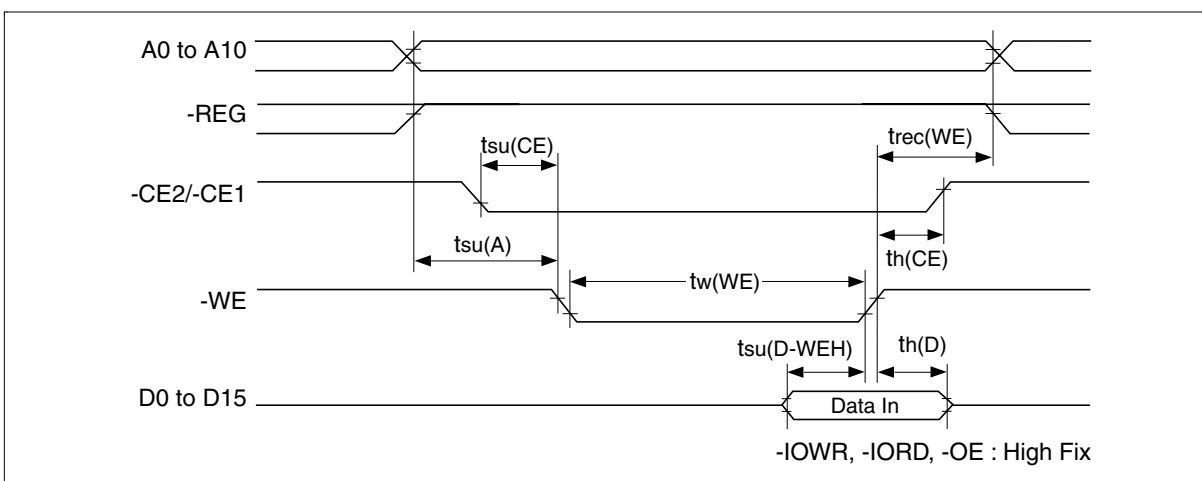 A0 to A10
-REG
tsu(CE)
trec(WE)
-CE2/-CE1
tsu(A)
th(CE)
-WE
tw(WE)
tsu(D-WEH)
th(D)
D0 to D15
Data In
-IOWR, -IORD, -OE : High Fix